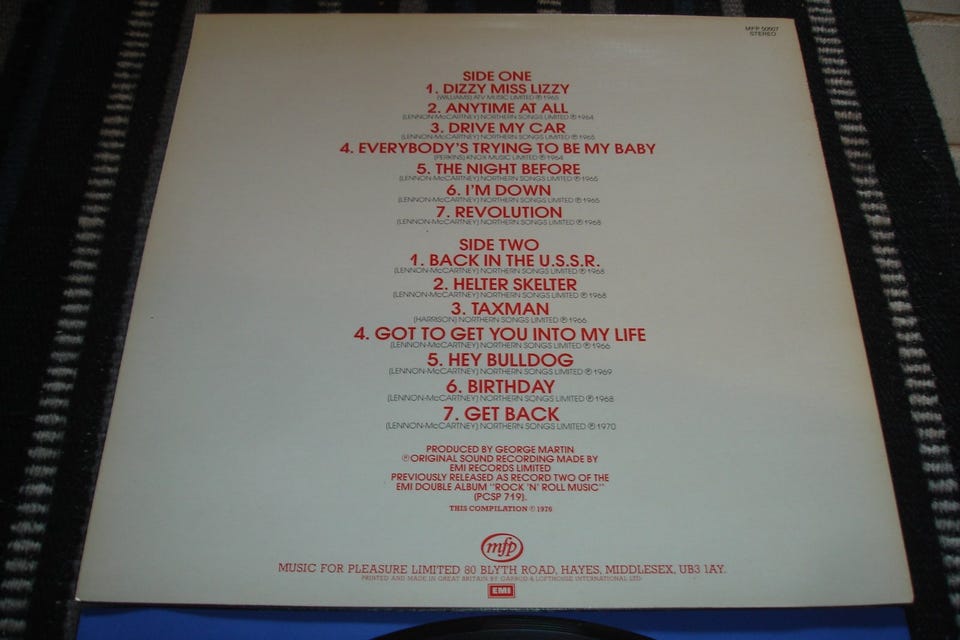 MFP 50507
STEREO
SIDE ONE
1. DIZZY MISS LIZZY
(WILLIAMS) ATV MUSIC LIMITED ℗ 1965
2. ANYTIME AT ALL
(LENNON-McCARTNEY) NORTHERN SONGS LIMITED ℗ 1964
3. DRIVE MY CAR
(LENNON-McCARTNEY) NORTHERN SONGS LIMITED ℗ 1965
4. EVERYBODY'S TRYING TO BE MY BABY
(PERKINS) KNOX MUSIC LIMITED ℗ 1964
5. THE NIGHT BEFORE
(LENNON-McCARTNEY) NORTHERN SONGS LIMITED ℗ 1965
6. I'M DOWN
(LENNON-McCARTNEY) NORTHERN SONGS LIMITED ℗ 1965
7. REVOLUTION
(LENNON-McCARTNEY) NORTHERN SONGS LIMITED ℗ 1968
SIDE TWO
1. BACK IN THE U.S.S.R.
(LENNON-McCARTNEY) NORTHERN SONGS LIMITED ℗ 1968
2. HELTER SKELTER
(LENNON-McCARTNEY) NORTHERN SONGS LIMITED ℗ 1968
3. TAXMAN
(HARRISON) NORTHERN SONGS LIMITED ℗ 1966
4. GOT TO GET YOU INTO MY LIFE
(LENNON-McCARTNEY) NORTHERN SONGS LIMITED ℗ 1966
5. HEY BULLDOG
(LENNON-McCARTNEY) NORTHERN SONGS LIMITED ℗ 1969
6. BIRTHDAY
(LENNON-McCARTNEY) NORTHERN SONGS LIMITED ℗ 1968
7. GET BACK
(LENNON-McCARTNEY) NORTHERN SONGS LIMITED ℗ 1970
PRODUCED BY GEORGE MARTIN
℗ORIGINAL SOUND RECORDING MADE BY
EMI RECORDS LIMITED
PREVIOUSLY RELEASED AS RECORD TWO OF THE
EMI DOUBLE ALBUM "ROCK 'N' ROLL MUSIC"
(PCSP 719).
THIS COMPILATION ℗ 1976
mfp
MUSIC FOR PLEASURE LIMITED 80 BLYTH ROAD, HAYES, MIDDLESEX, UB3 1AY.
PRINTED AND MADE IN GREAT BRITAIN BY GARROD & LOFTHOUSE INTERNATIONAL LTD
EMI